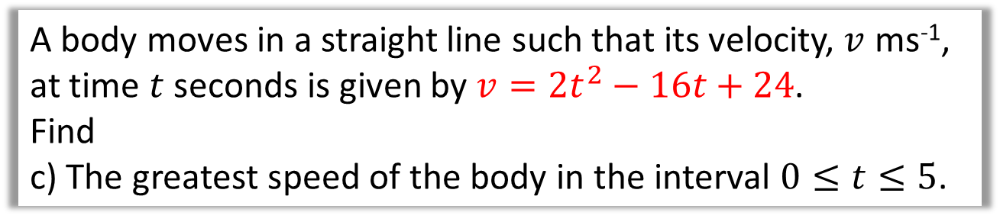 A body moves in a straight line such that its velocity, v ms⁻¹,
at time t seconds is given by v = 2t² − 16t + 24.
Find
c) The greatest speed of the body in the interval 0 ≤ t ≤ 5.